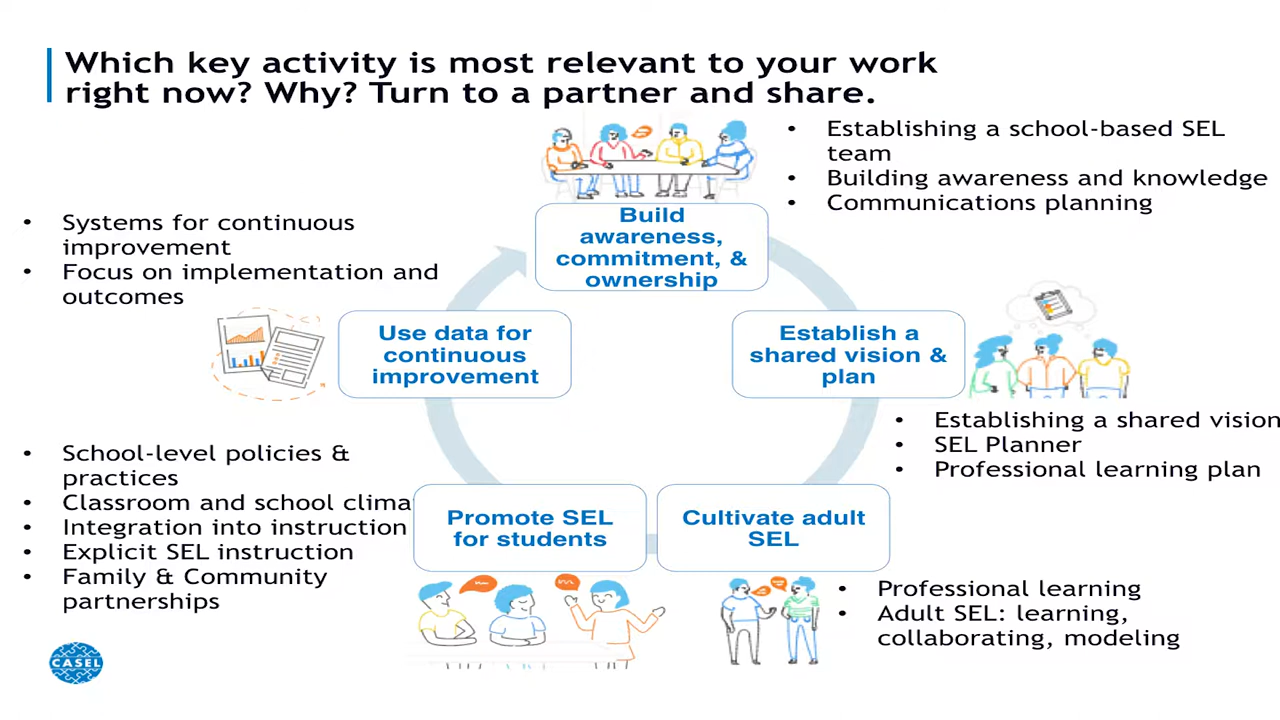 Which key activity is most relevant to your work
right now? Why? Turn to a partner and share.
• Establishing a school-based SEL
team
• Building awareness and knowledge
• Communications planning
Build
awareness,
commitment, &
ownership
• Systems for continuous
improvement
• Focus on implementation and
outcomes
Use data for
continuous
improvement
Establish a
shared vision &
plan
• Establishing a shared vision
• SEL Planner
• Professional learning plan
• School-level policies &
practices
• Classroom and school clima
• Integration into instruction
• Explicit SEL instruction
• Family & Community
partnerships
Promote SEL
for students
Cultivate adult
SEL
• Professional learning
• Adult SEL: learning,
collaborating, modeling
CASEL